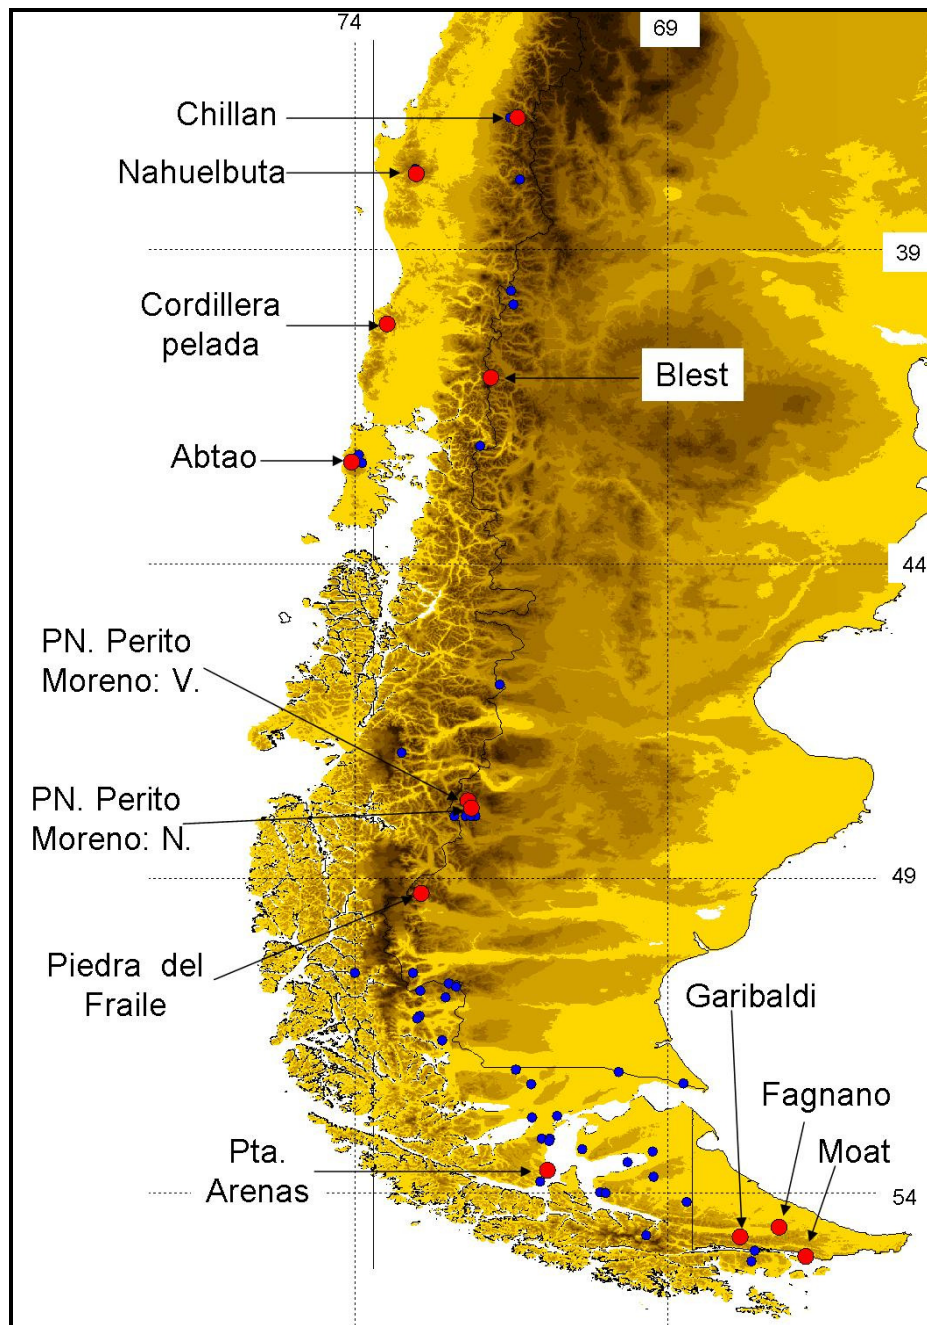 74
69
Chillan
Nahuelbuta
39
Cordillera
pelada
Blest
Abtao
44
PN. Perito
Moreno: V.
PN. Perito
Moreno: N.
49
Piedra del
Fraile
Garibaldi
Fagnano
Moat
Pta.
Arenas
54